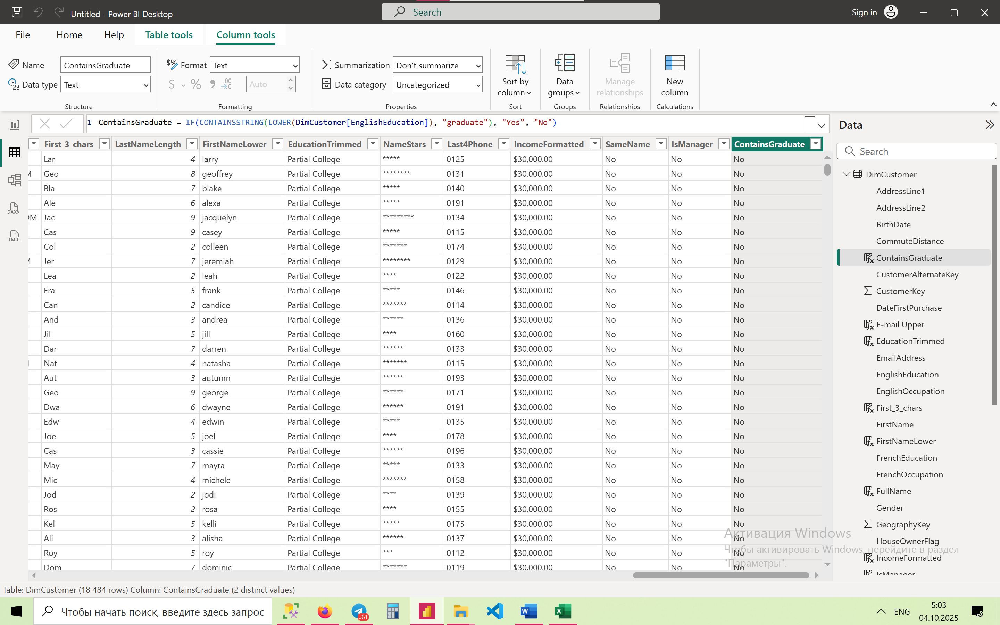 Untitled - Power BI Desktop
Search
Sign in
File Home Help Table tools Column tools
Name ContainsGraduate
Data type Text
Structure
Format Text
Auto
Formatting
Summarization Don't summarize
Data category Uncategorized
Properties
Sort by column
Sort
Data groups
Groups
Manage relationships
Relationships
New column
Calculations
1 ContainsGraduate = IF(CONTAINSSTRING(LOWER(DimCustomer[EnglishEducation]), "graduate"), "Yes", "No")
First_3_chars LastNameLength FirstNameLower EducationTrimmed NameStars Last4Phone IncomeFormatted SameName IsManager ContainsGraduate
Lar 4 larry Partial College ***** 0125 $30,000.00 No No No
Geo 8 geoffrey Partial College ******** 0131 $30,000.00 No No No
Bla 7 blake Partial College ***** 0140 $30,000.00 No No No
Ale 6 alexa Partial College ***** 0191 $30,000.00 No No No
Jac 9 jacquelyn Partial College ********* 0134 $30,000.00 No No No
Cas 9 casey Partial College ***** 0115 $30,000.00 No No No
Col 2 colleen Partial College ******* 0174 $30,000.00 No No No
Jer 7 jeremiah Partial College ******** 0129 $30,000.00 No No No
Lea 2 leah Partial College **** 0122 $30,000.00 No No No
Fra 5 frank Partial College ***** 0146 $30,000.00 No No No
Can 2 candice Partial College ******* 0114 $30,000.00 No No No
And 3 andrea Partial College ****** 0136 $30,000.00 No No No
Jil 5 jill Partial College **** 0160 $30,000.00 No No No
Dar 7 darren Partial College ****** 0133 $30,000.00 No No No
Nat 4 natasha Partial College ******* 0115 $30,000.00 No No No
Aut 3 autumn Partial College ****** 0193 $30,000.00 No No No
Geo 9 george Partial College ****** 0171 $30,000.00 No No No
Dwa 6 dwayne Partial College ****** 0191 $30,000.00 No No No
Edw 4 edwin Partial College ***** 0135 $30,000.00 No No No
Joe 5 joel Partial College **** 0178 $30,000.00 No No No
Cas 3 cassie Partial College ****** 0196 $30,000.00 No No No
May 7 mayra Partial College ***** 0133 $30,000.00 No No No
Mic 4 michele Partial College ******* 0158 $30,000.00 No No No
Jod 2 jodi Partial College **** 0139 $30,000.00 No No No
Ros 2 rosa Partial College **** 0155 $30,000.00 No No No
Kel 5 kelli Partial College ***** 0175 $30,000.00 No No No
Ali 3 alisha Partial College ****** 0137 $30,000.00 No No No
Roy 5 roy Partial College *** 0112 $30,000.00 No No No
Dom 7 dominic Partial College ******* 0119 $30,000.00 No No No
DAX
TMDL
Data
Search
DimCustomer
AddressLine1
AddressLine2
BirthDate
CommuteDistance
ContainsGraduate
CustomerAlternateKey
CustomerKey
DateFirstPurchase
E-mail Upper
EducationTrimmed
EmailAddress
EnglishEducation
EnglishOccupation
First_3_chars
FirstName
FirstNameLower
FrenchEducation
FrenchOccupation
FullName
Gender
GeographyKey
HouseOwnerFlag
IncomeFormatted
IsManager
Активация Windows
Чтобы активировать Windows, перейдите в раздел
"Параметры".
Table: DimCustomer (18 484 rows) Column: ContainsGraduate (2 distinct values)
Чтобы начать поиск, введите здесь запрос
..61
ENG
5:03
04.10.2025